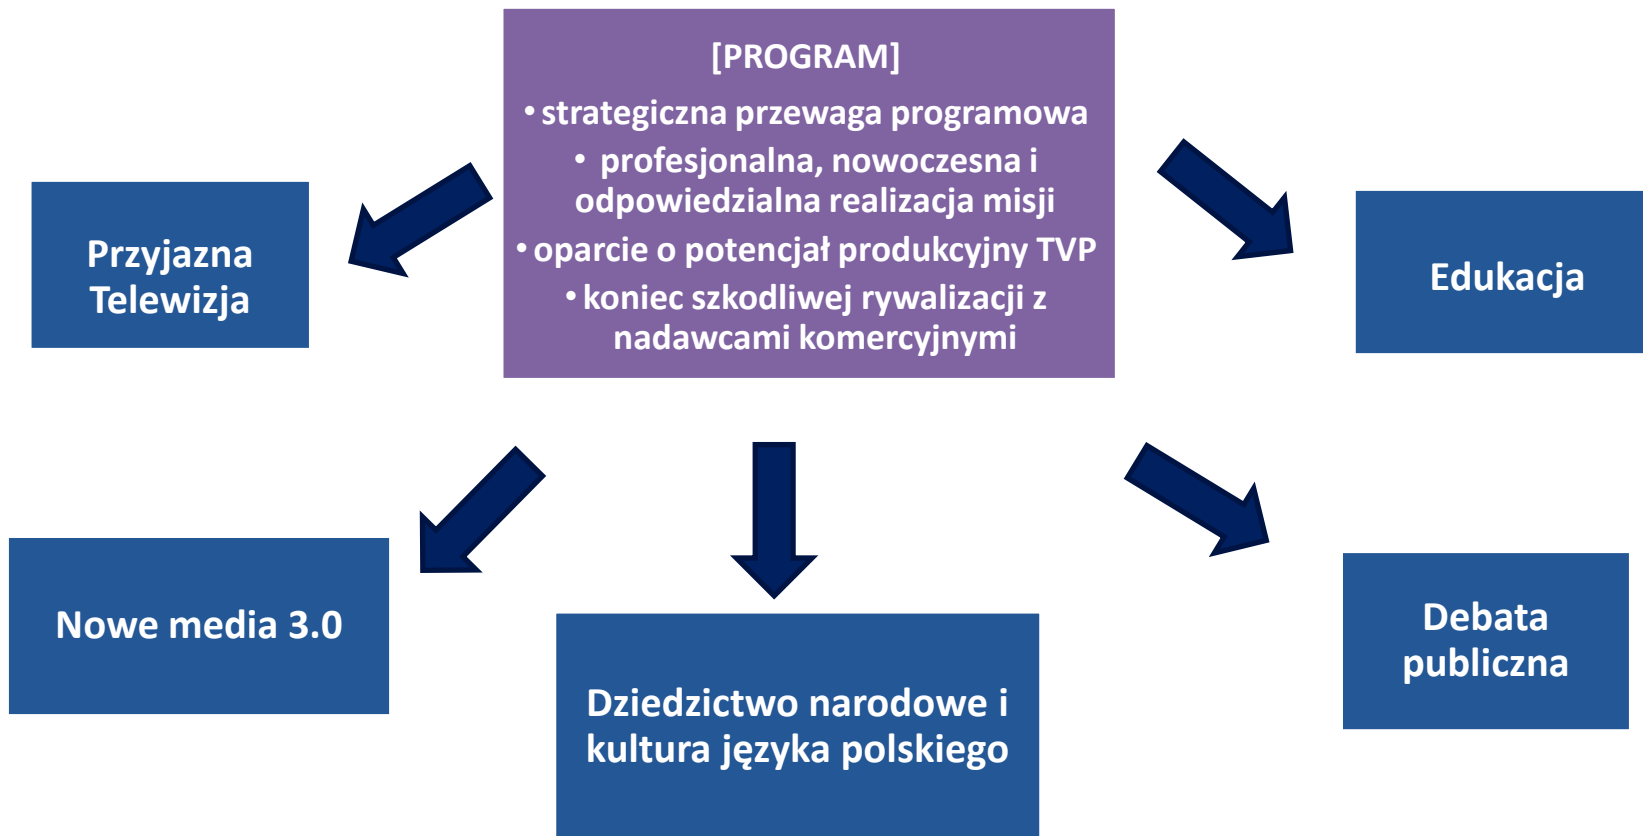 [PROGRAM]
• strategiczna przewaga programowa
• profesjonalna, nowoczesna i
odpowiedzialna realizacja misji
• oparcie o potencjał produkcyjny TVP
• koniec szkodliwej rywalizacji z
nadawcami komercyjnymi
Przyjazna
Telewizja
Edukacja
Nowe media 3.0
Dziedzictwo narodowe i
kultura języka polskiego
Debata
publiczna